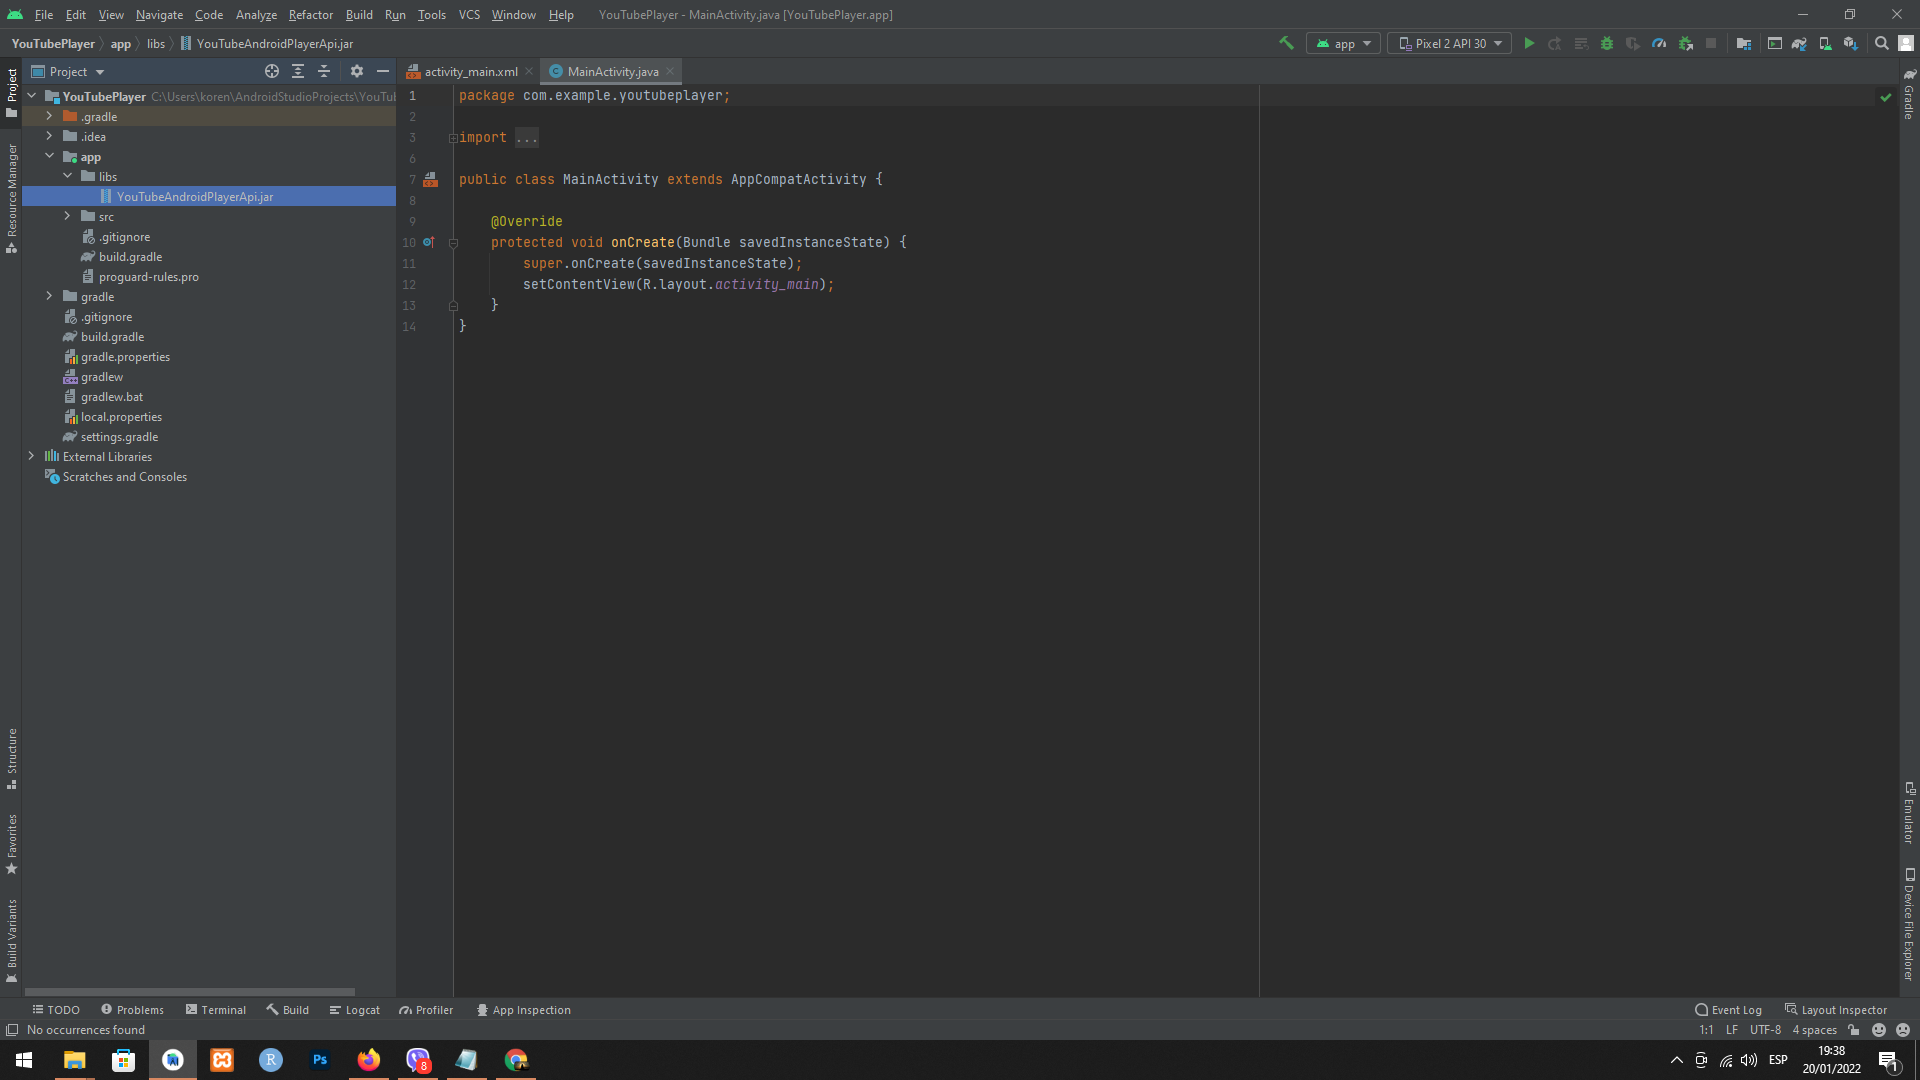 File Edit View Navigate Code Analyze Refactor Build Run Tools VCS Window Help YouTubePlayer - MainActivity.java [YouTubePlayer.app]
YouTubePlayer app libs YouTubeAndroidPlayerApi.jar
app
Pixel 2 API 30
Project
activity_main.xml
MainActivity.java
Project
Resource Manager
Structure
Favorites
Build Variants
YouTubePlayer C:\Users\koren\AndroidStudioProjects\YouTu
.gradle
.idea
app
libs
YouTubeAndroidPlayerApi.jar
src
.gitignore
build.gradle
proguard-rules.pro
gradle
.gitignore
build.gradle
gradle.properties
gradlew
gradlew.bat
local.properties
settings.gradle
External Libraries
Scratches and Consoles
1 package com.example.youtubeplayer;
2
3 import ...
6
7 public class MainActivity extends AppCompatActivity {
8
9 @Override
10 protected void onCreate(Bundle savedInstanceState) {
11 super.onCreate(savedInstanceState);
12 setContentView(R.layout.activity_main);
13 }
14 }
Gradle
Emulator
Device File Explorer
TODO Problems Terminal Build Logcat Profiler App Inspection
Event Log Layout Inspector
No occurrences found
1:1 LF UTF-8 4 spaces
AI
R
Ps
8
ESP
19:38
20/01/2022
1